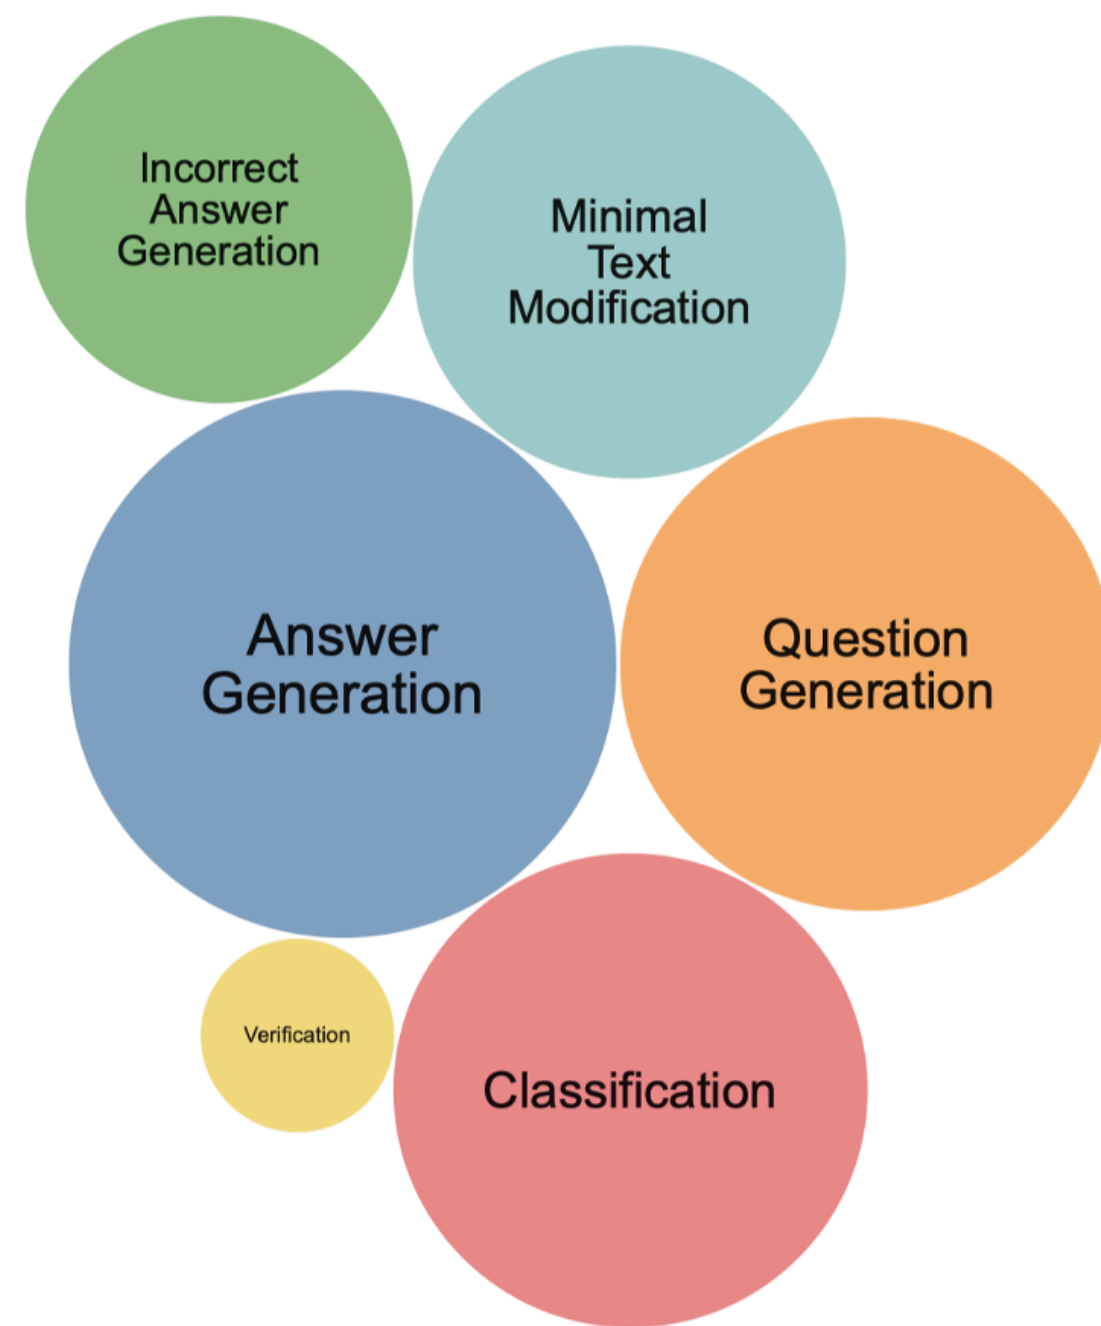 Incorrect
Answer
Generation
Minimal
Text
Modification
Answer
Generation
Question
Generation
Verification
Classification